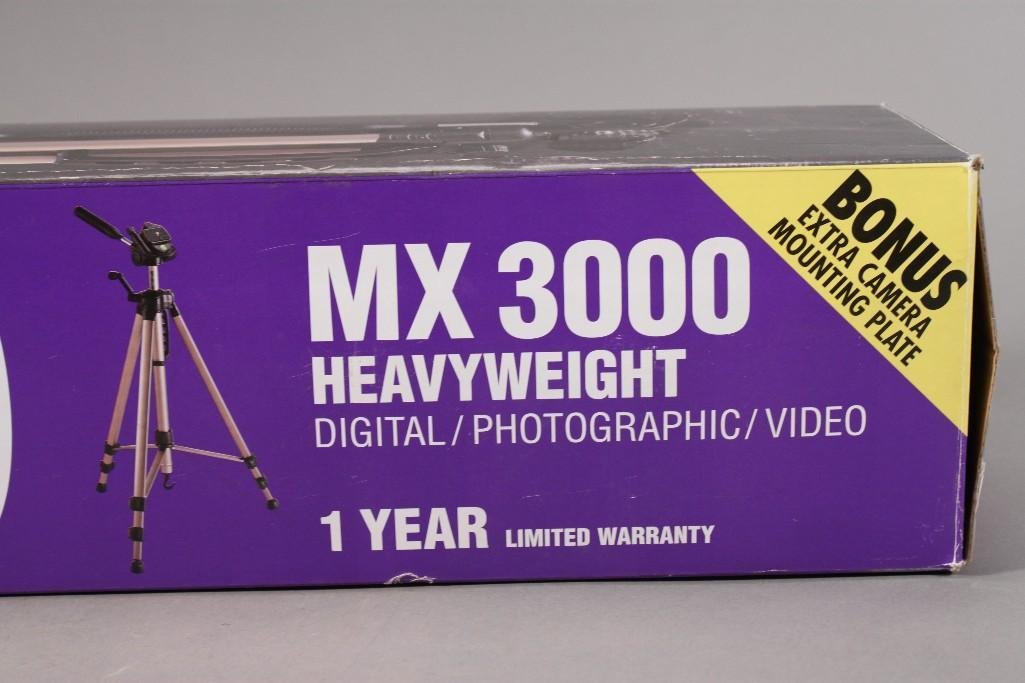 MX 3000
HEAVYWEIGHT
DIGITAL/PHOTOGRAPHIC/VIDEO
1 YEAR LIMITED WARRANTY
BONUS
EXTRA CAMERA
MOUNTING PLATE